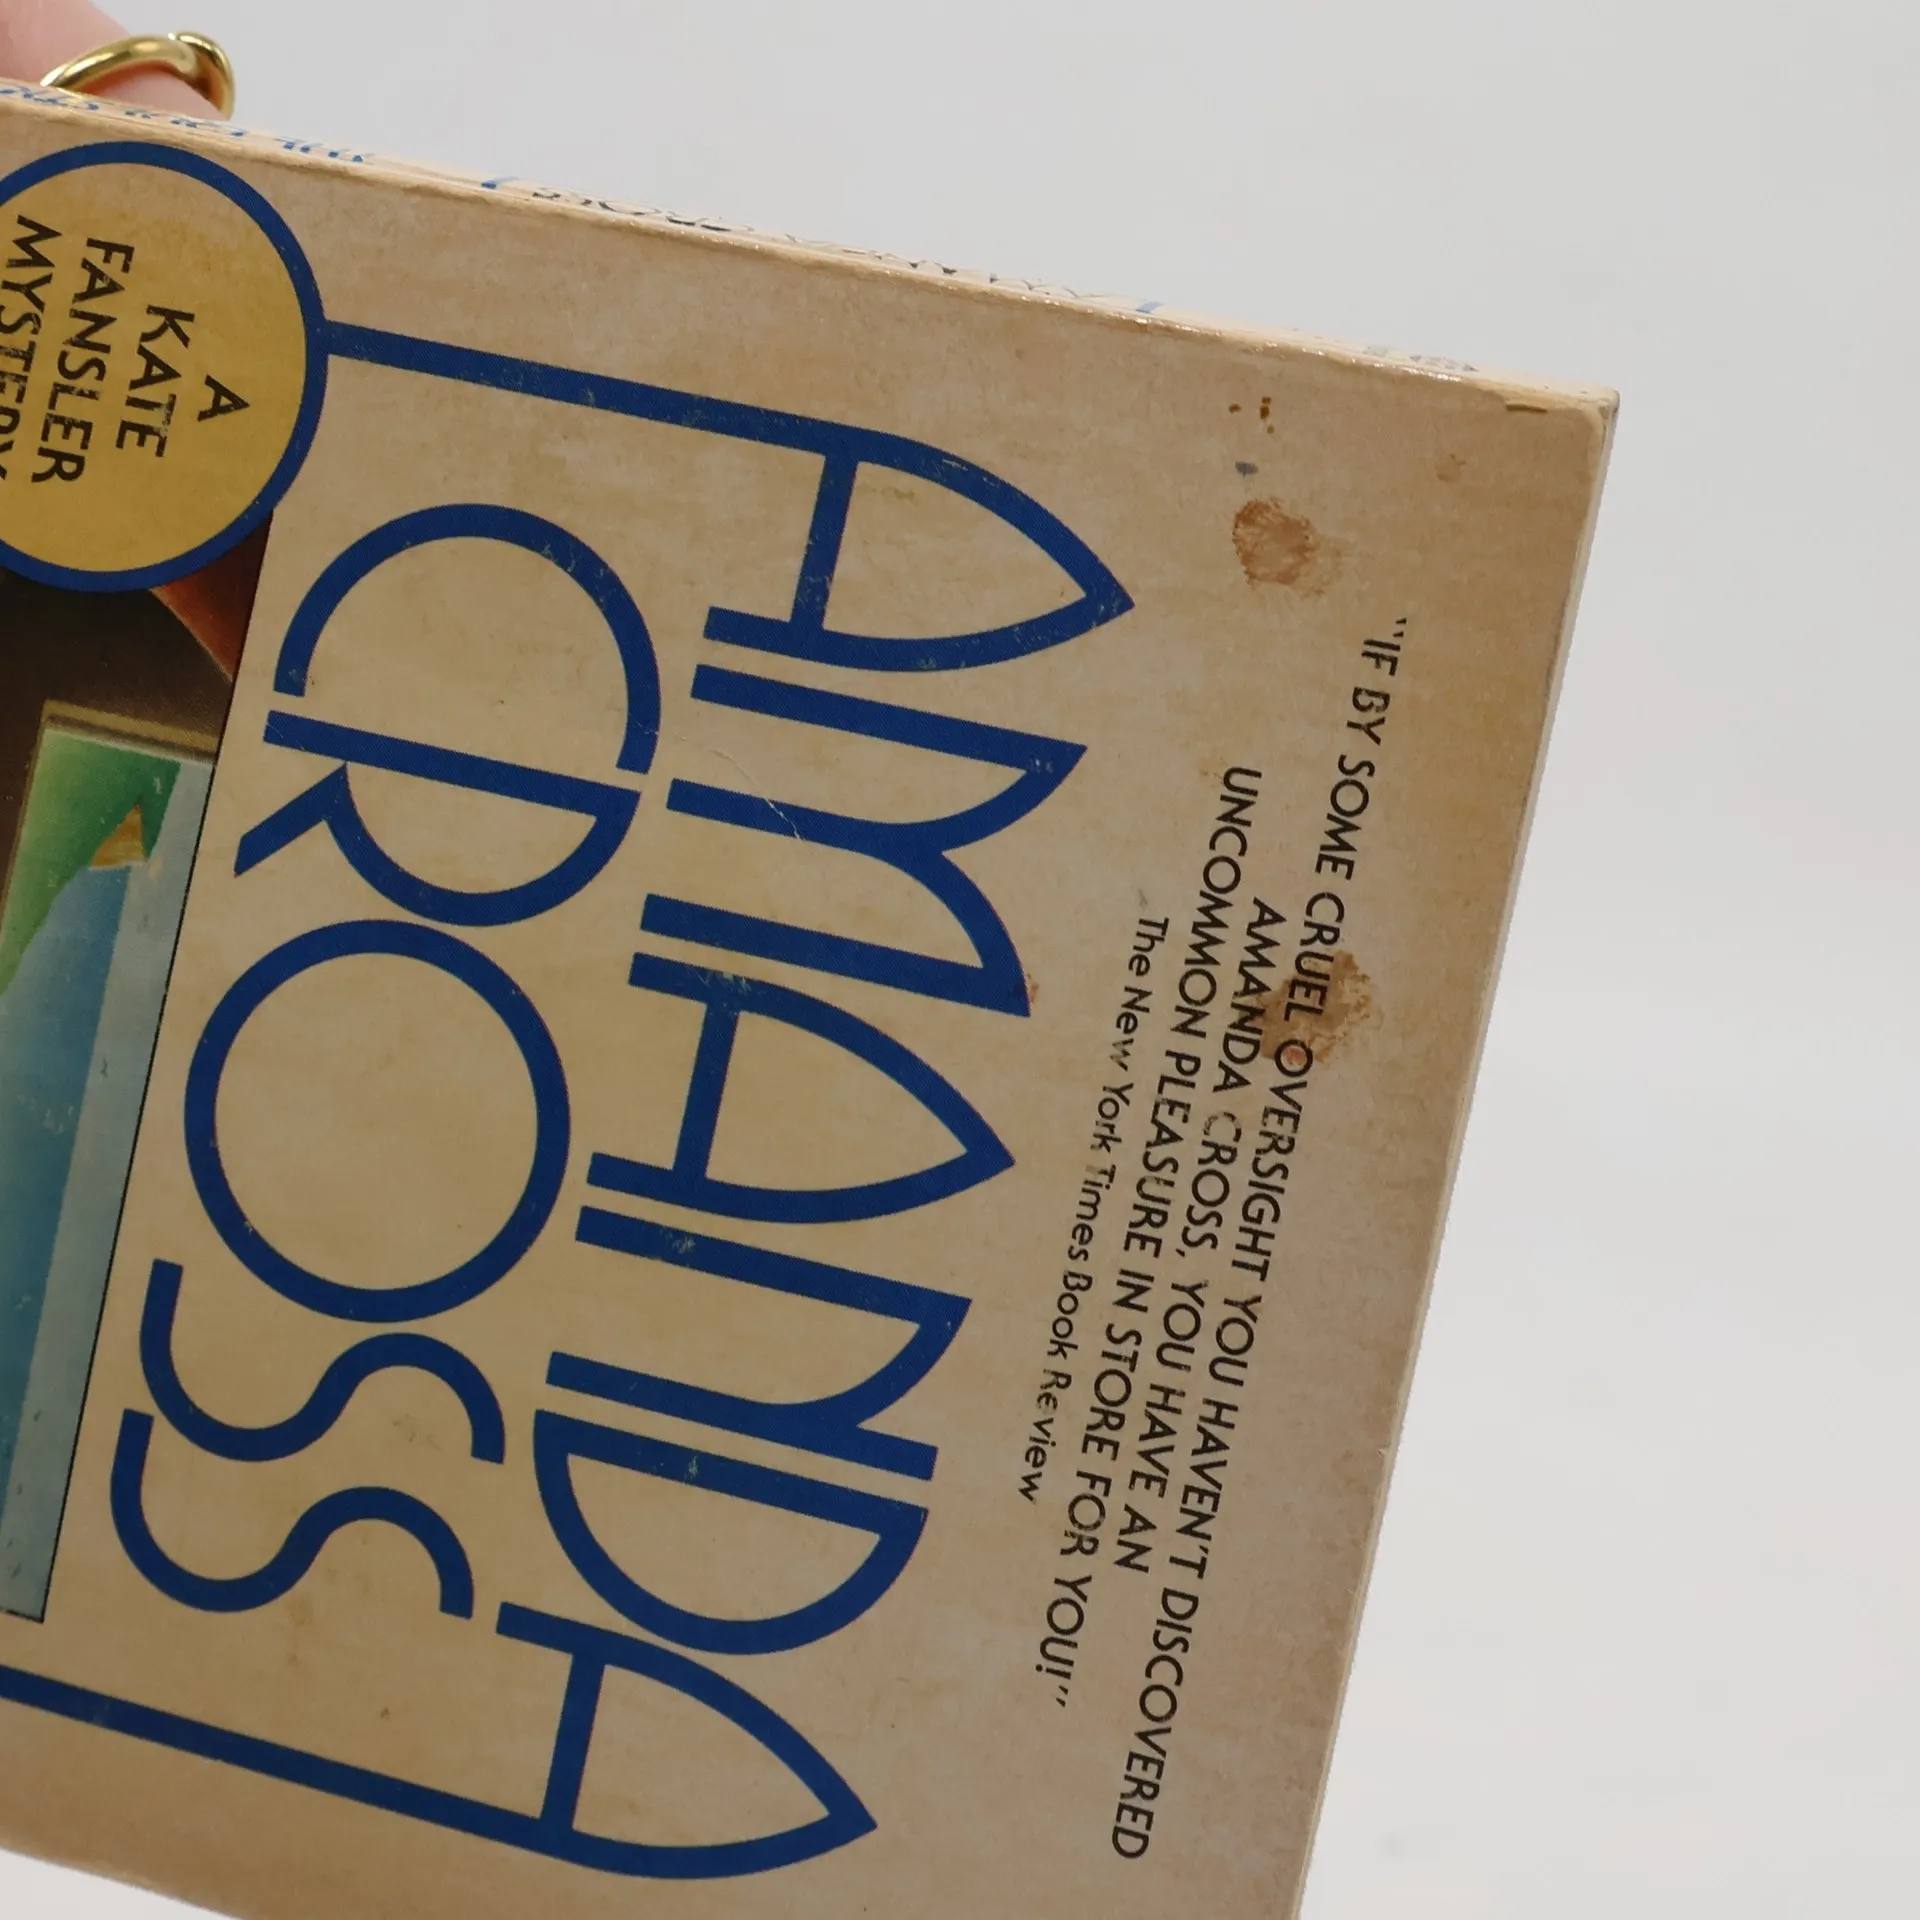 "IF BY SOME CRUEL OVERSIGHT YOU HAVEN'T DISCOVERED
AMANDA CROSS, YOU HAVE AN
UNCOMMON PLEASURE IN STORE FOR YOU!"
The New York Times Book Review
AMANDA
CROSS
A
KATE
FANSLER
MYSTERY